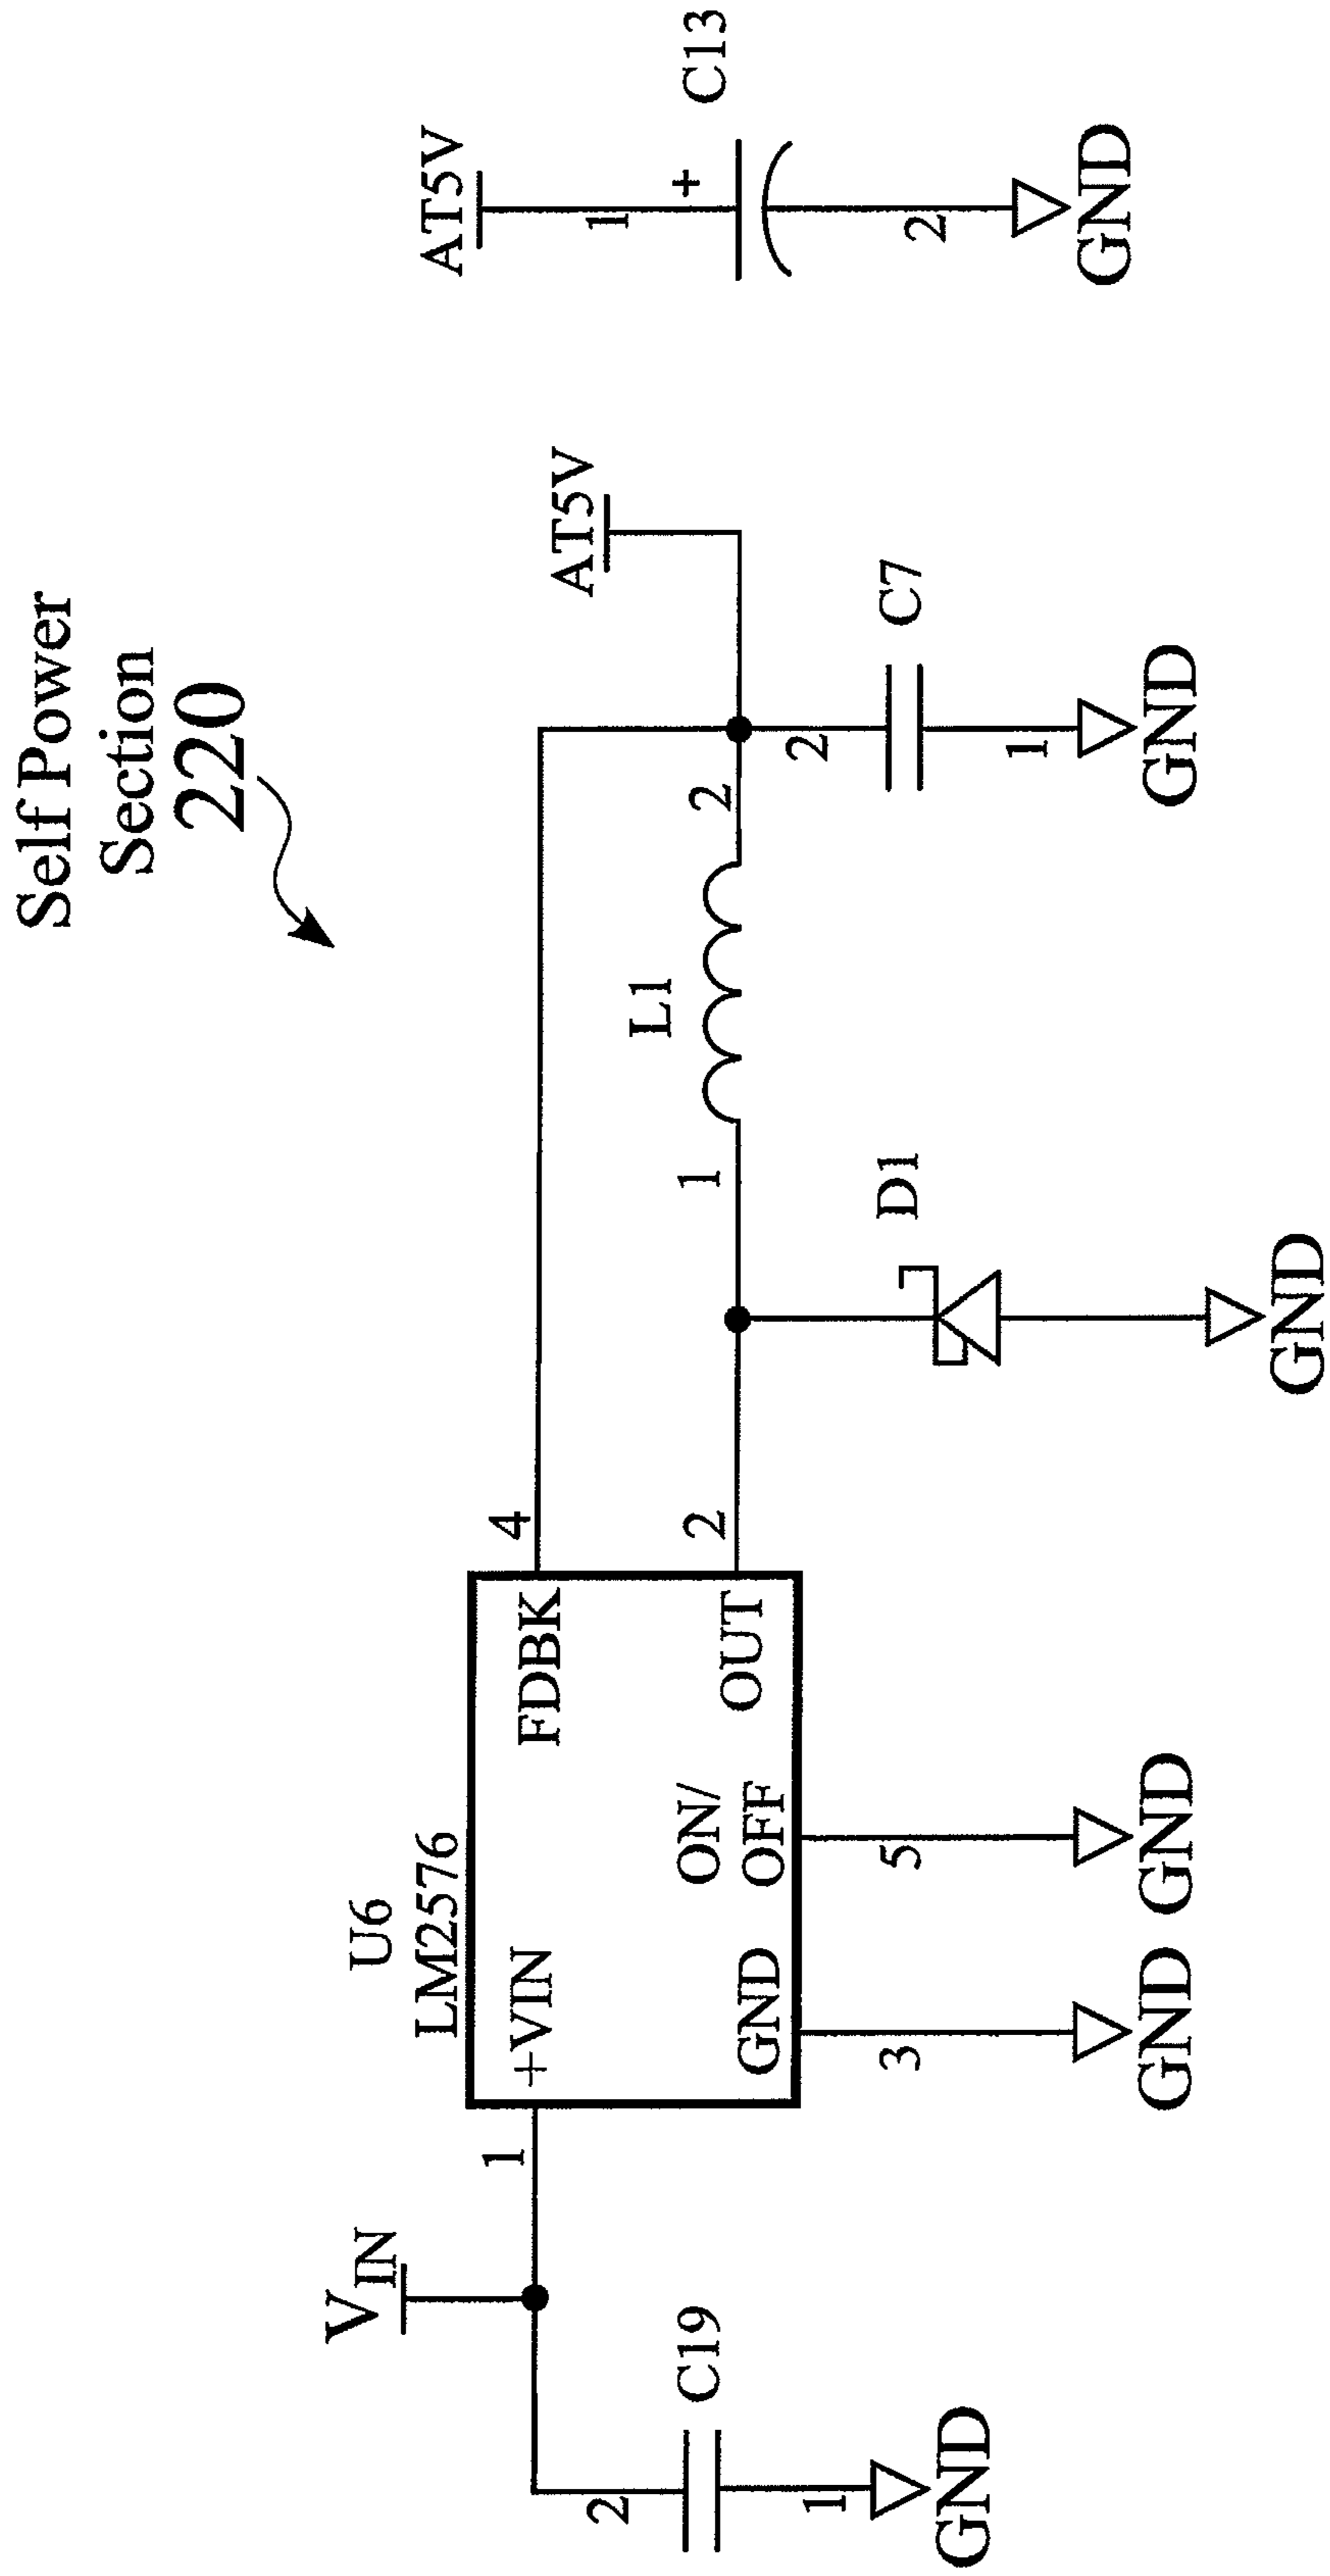 Self Power
Section
220
U6
LM2576
V IN
1
+VIN
FDBK
4
GND
ON/
OFF
OUT
2
3
GND
5
GND
2
C19
1
GND
1
L1
2
D1
GND
AT5V
2
C7
1
GND
AT5V
1
+
C13
2
GND